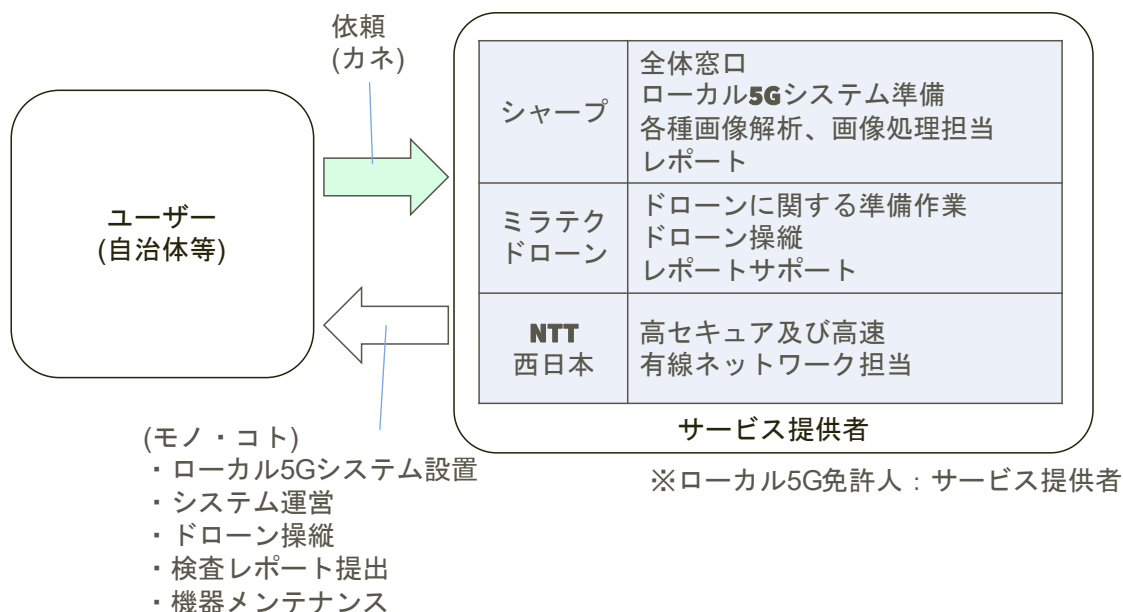 依頼
(カネ)
ユーザー
(自治体等)
シャープ
全体窓口
ローカル5Gシステム準備
各種画像解析、画像処理担当
レポート
ミラテク
ドローン
ドローンに関する準備作業
ドローン操縦
レポートサポート
NTT
西日本
高セキュア及び高速
有線ネットワーク担当
サービス提供者
※ローカル5G免許人：サービス提供者
(モノ・コト)
・ローカル5Gシステム設置
・システム運営
・ドローン操縦
・検査レポート提出
・機器メンテナンス